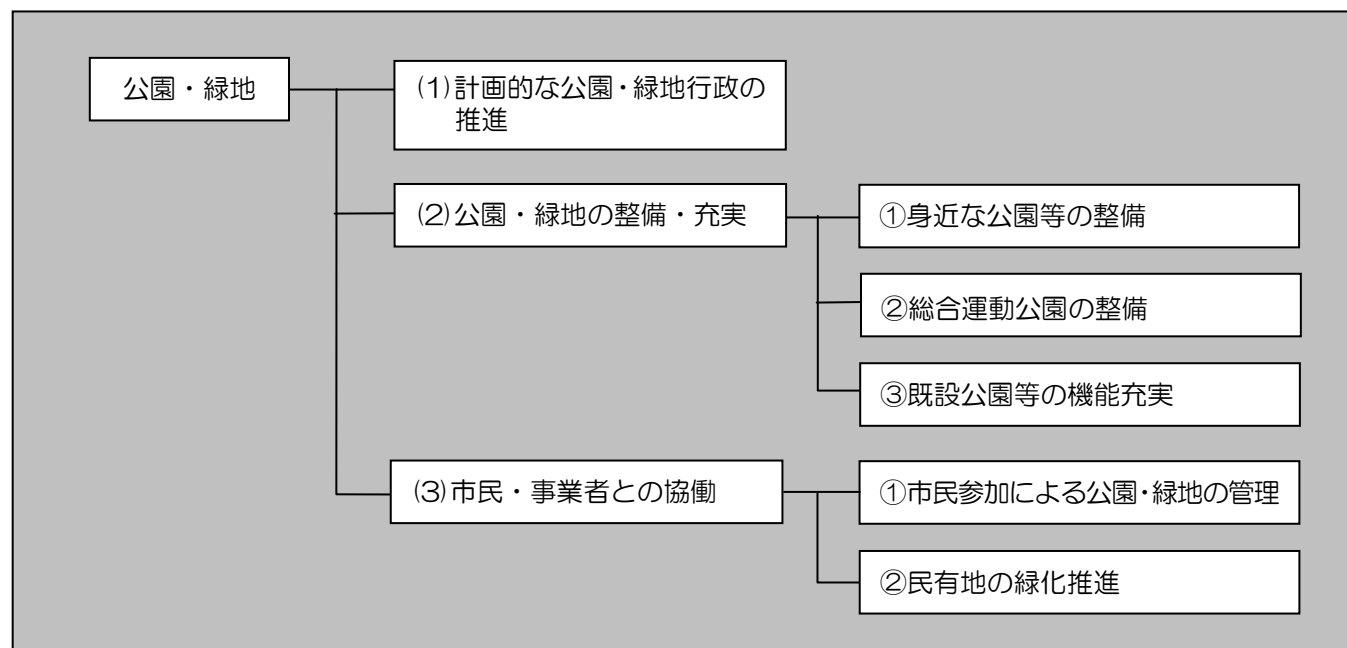 公園・緑地
(1)計画的な公園・緑地行政の
推進
(2)公園・緑地の整備・充実
①身近な公園等の整備
②総合運動公園の整備
③既設公園等の機能充実
(3)市民・事業者との協働
①市民参加による公園・緑地の管理
②民有地の緑化推進